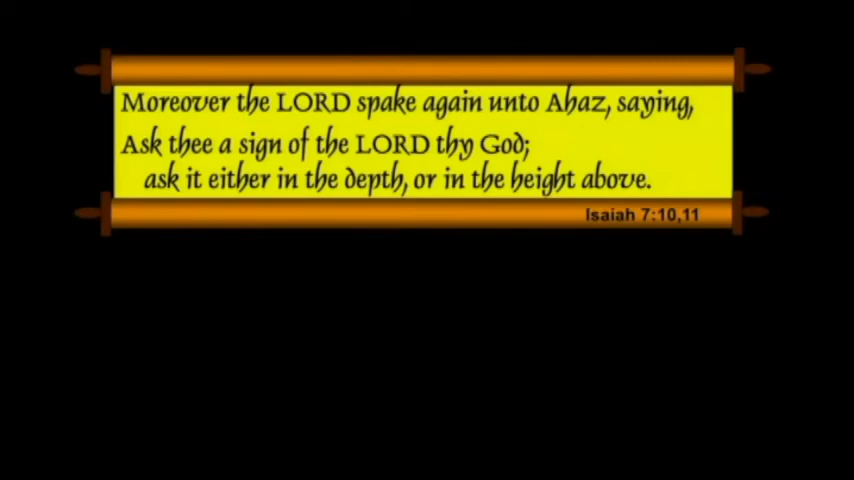 Moreover the LORD spake again unto Ahaz, saying,
Ask thee a sign of the LORD thy God;
ask it either in the depth, or in the height above.
Isaiah 7:10,11